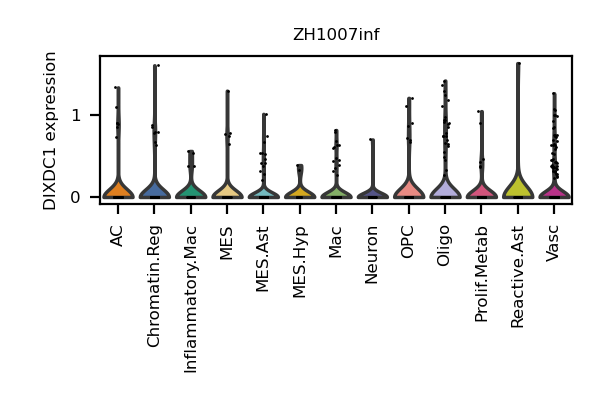 ZH1007inf
DIXDC1 expression
1
0
AC
Chromatin.Reg
Inflammatory.Mac
MES
MES.Ast
MES.Hyp
Mac
Neuron
OPC
Oligo
Prolif.Metab
Reactive.Ast
Vasc